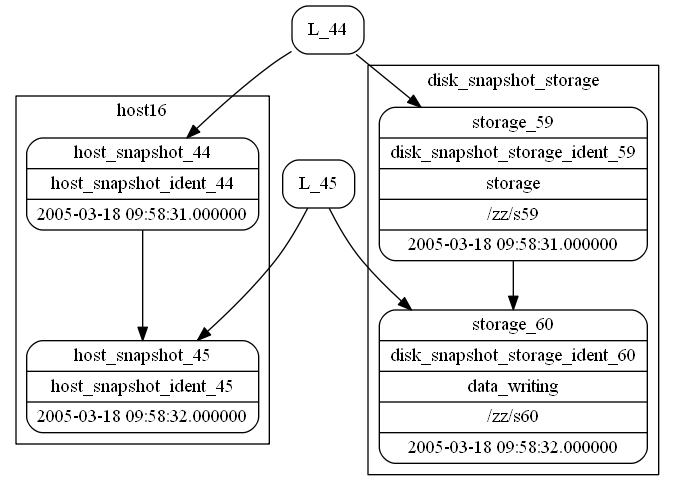 L_44
host16
host_snapshot_44
host_snapshot_ident_44
2005-03-18 09:58:31.000000
disk_snapshot_storage
storage_59
disk_snapshot_storage_ident_59
storage
/zz/s59
2005-03-18 09:58:31.000000
L_45
host_snapshot_45
host_snapshot_ident_45
2005-03-18 09:58:32.000000
storage_60
disk_snapshot_storage_ident_60
data_writing
/zz/s60
2005-03-18 09:58:32.000000